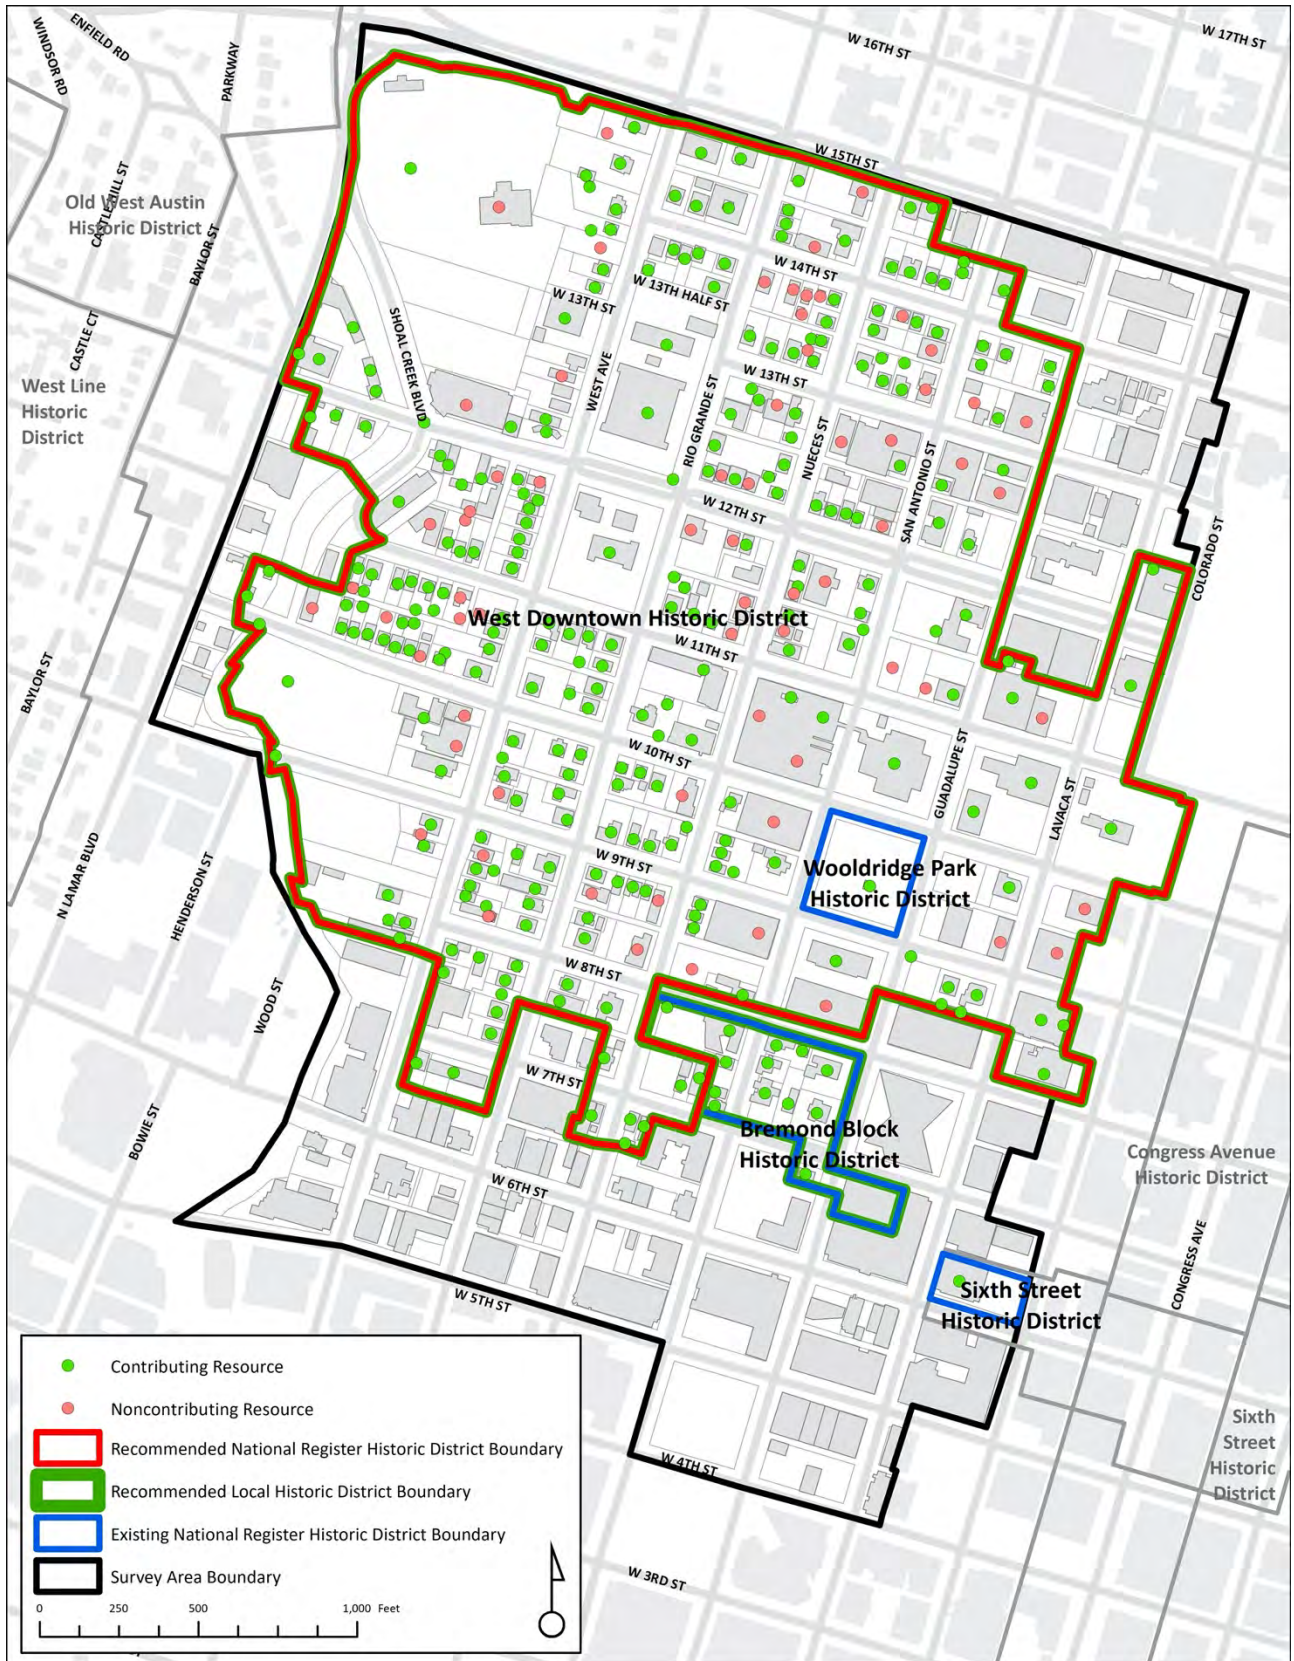 W 17TH ST
W 16TH ST
ENFIELD RD
WINDSOR RD
PARKWAY
W 15TH ST
CASTLE HILL ST
Old West Austin
Historic District
BAYLOR ST
W 14TH ST
W 13TH HALF ST
W 13TH ST
SHOAL CREEK BLVD
CASTLE CT
WEST AVE
W 13TH ST
West Line
Historic
District
RIO GRANDE ST
NUECES ST
SAN ANTONIO ST
W 12TH ST
COLORADO ST
West Downtown Historic District
W 11TH ST
BAYLOR ST
W 10TH ST
GUADALUPE ST
LAVACA ST
W 9TH ST
Wooldridge Park
Historic District
N LAMAR BLVD
HENDERSON ST
W 8TH ST
WOOD ST
W 7TH ST
BOWIE ST
Bremond Block
Historic District
Congress Avenue
Historic District
W 6TH ST
CONGRESS AVE
Sixth Street
Historic District
W 5TH ST
Sixth
Street
Historic
District
W 4TH ST
W 3RD ST
Contributing Resource
Noncontributing Resource
Recommended National Register Historic District Boundary
Recommended Local Historic District Boundary
Existing National Register Historic District Boundary
Survey Area Boundary
0 250 500 1,000 Feet